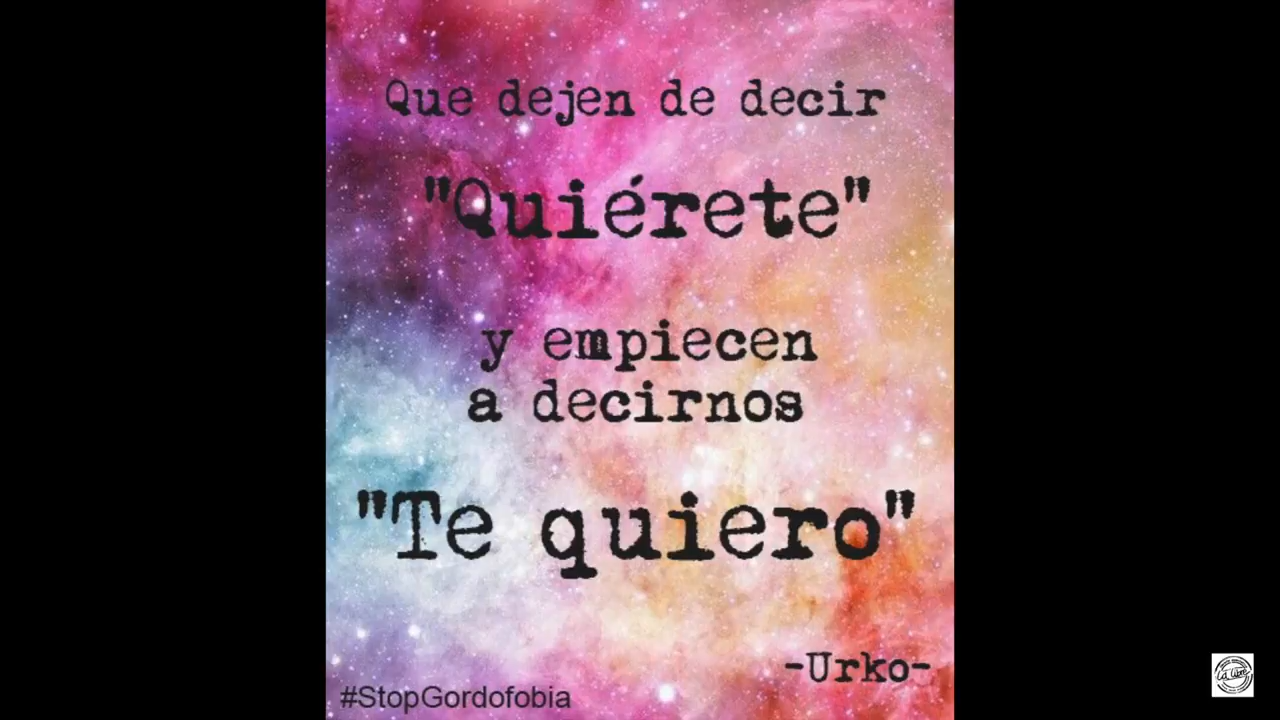 Que dejen de decir
"Quiérete"
y empiecen
a decirnos
"Te quiero"
-Urko-
#StopGordofobia